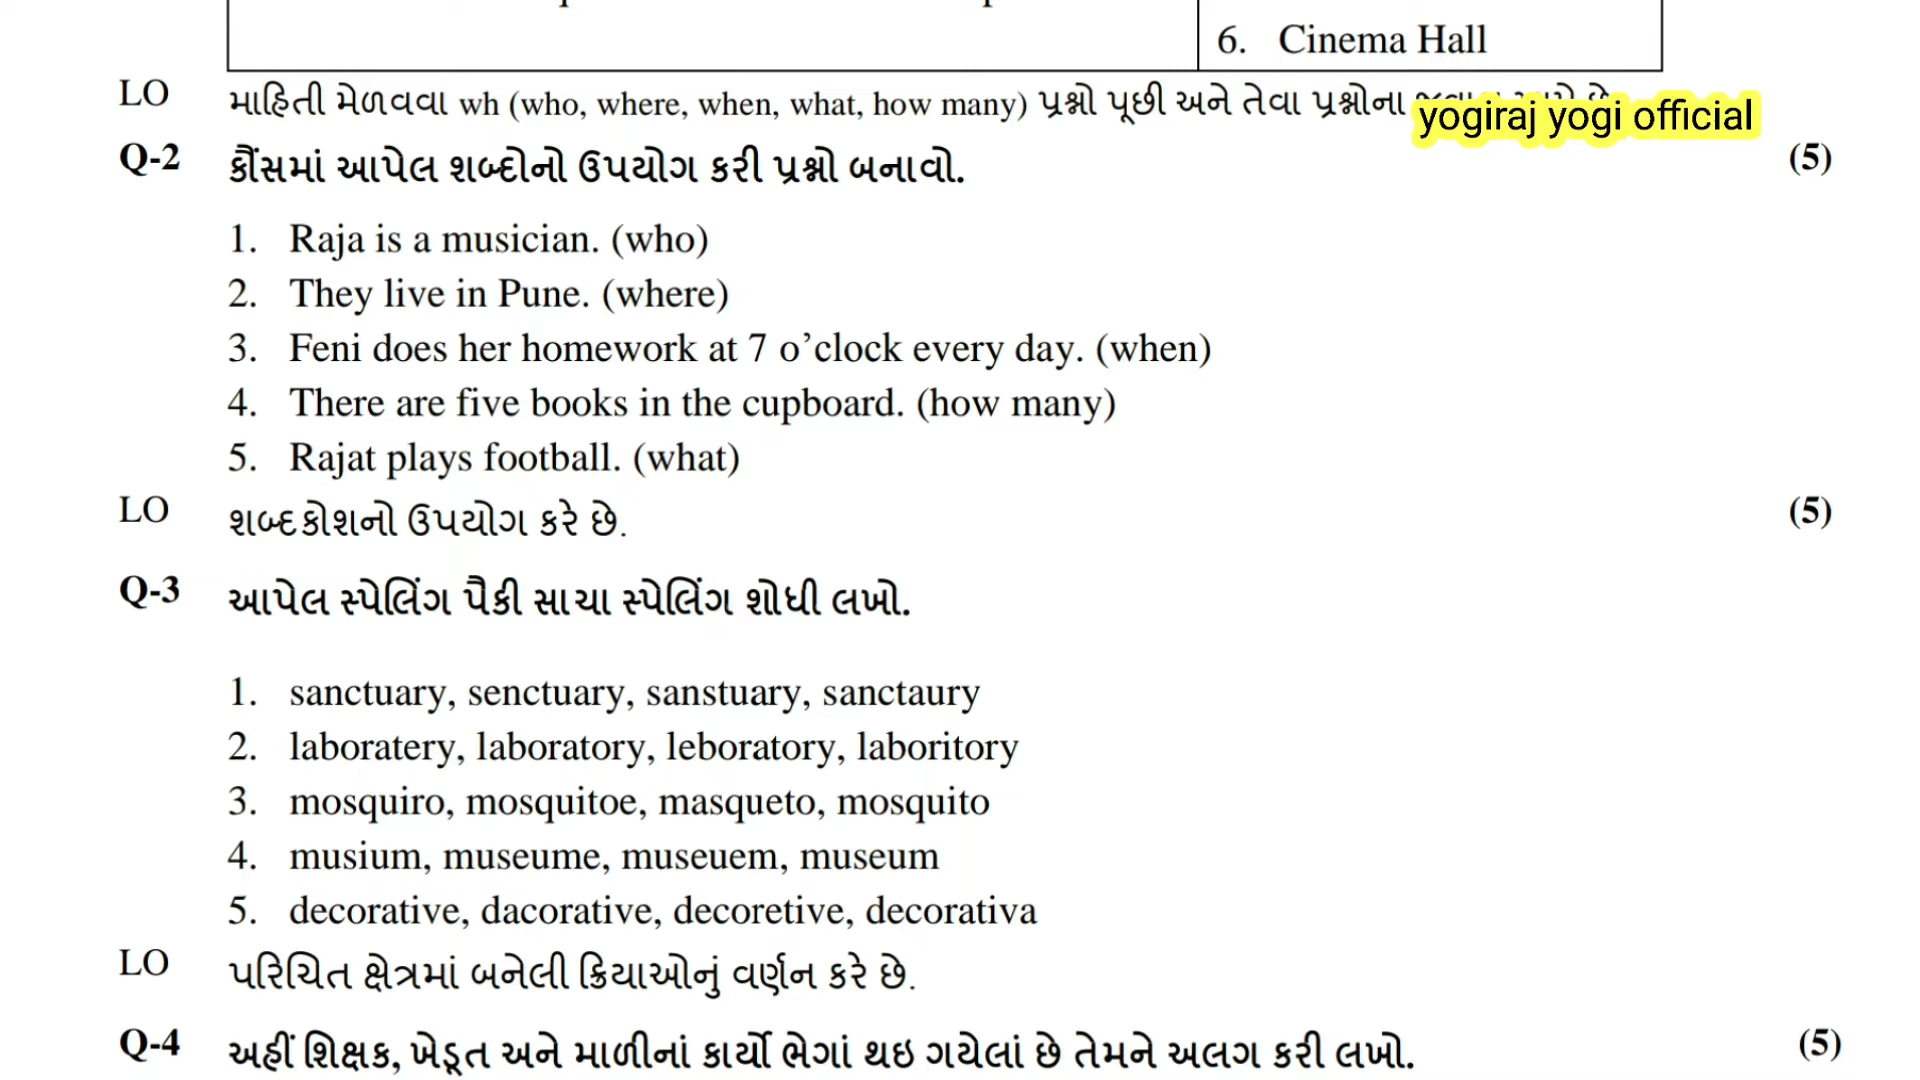 6. Cinema Hall
LO માહિતી મેળવવા wh (who, where, when, what, how many) પ્રશ્નો પૂછી અને તેવા પ્રશ્નોના
yogiraj yogi official
Q-2 કૌંસમાં આપેલ શબ્દોનો ઉપયોગ કરી પ્રશ્નો બનાવો. (5)
1. Raja is a musician. (who)
2. They live in Pune. (where)
3. Feni does her homework at 7 o’clock every day. (when)
4. There are five books in the cupboard. (how many)
5. Rajat plays football. (what)
LO શબ્દકોશનો ઉપયોગ કરે છે. (5)
Q-3 આપેલ સ્પેલિંગ પૈકી સાચા સ્પેલિંગ શોધી લખો.
1. sanctuary, senctuary, sanstuary, sanctaury
2. laboratery, laboratory, leboratory, laboritory
3. mosquiro, mosquitoe, masqueto, mosquito
4. musium, museume, museuem, museum
5. decorative, dacorative, decoretive, decorativa
LO પરિચિત ક્ષેત્રમાં બનેલી ક્રિયાઓનું વર્ણન કરે છે.
Q-4 અહીં શિક્ષક, ખેડૂત અને માળીનાં કાર્યો ભેગાં થઇ ગયેલાં છે તેમને અલગ કરી લખો. (5)